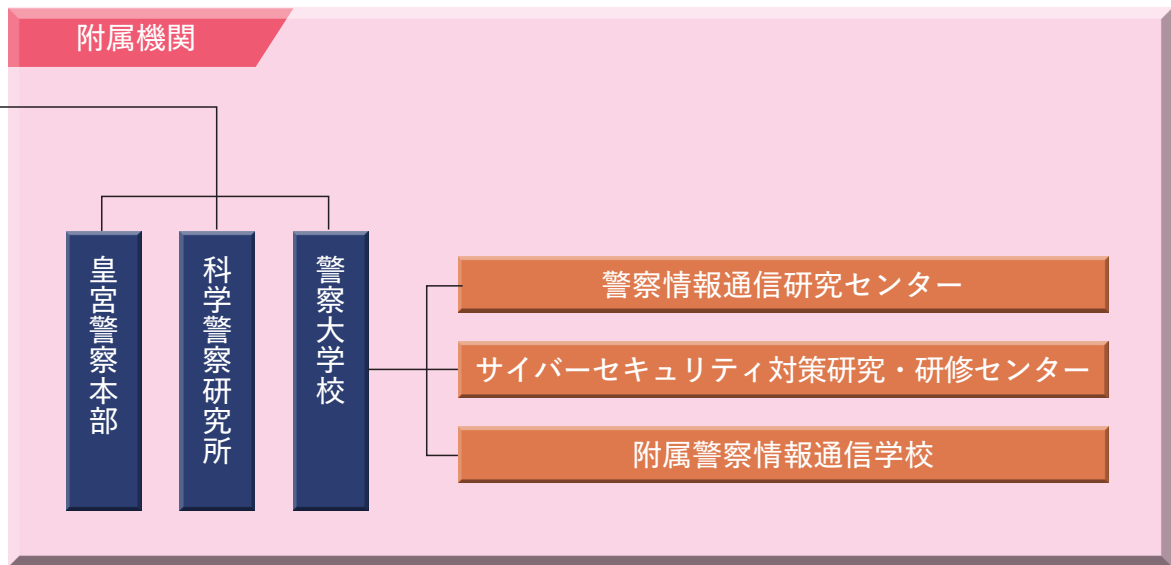 附属機関
皇宮警察本部
科学警察研究所
警察大学校
警察情報通信研究センター
サイバーセキュリティ対策研究・研修センター
附属警察情報通信学校